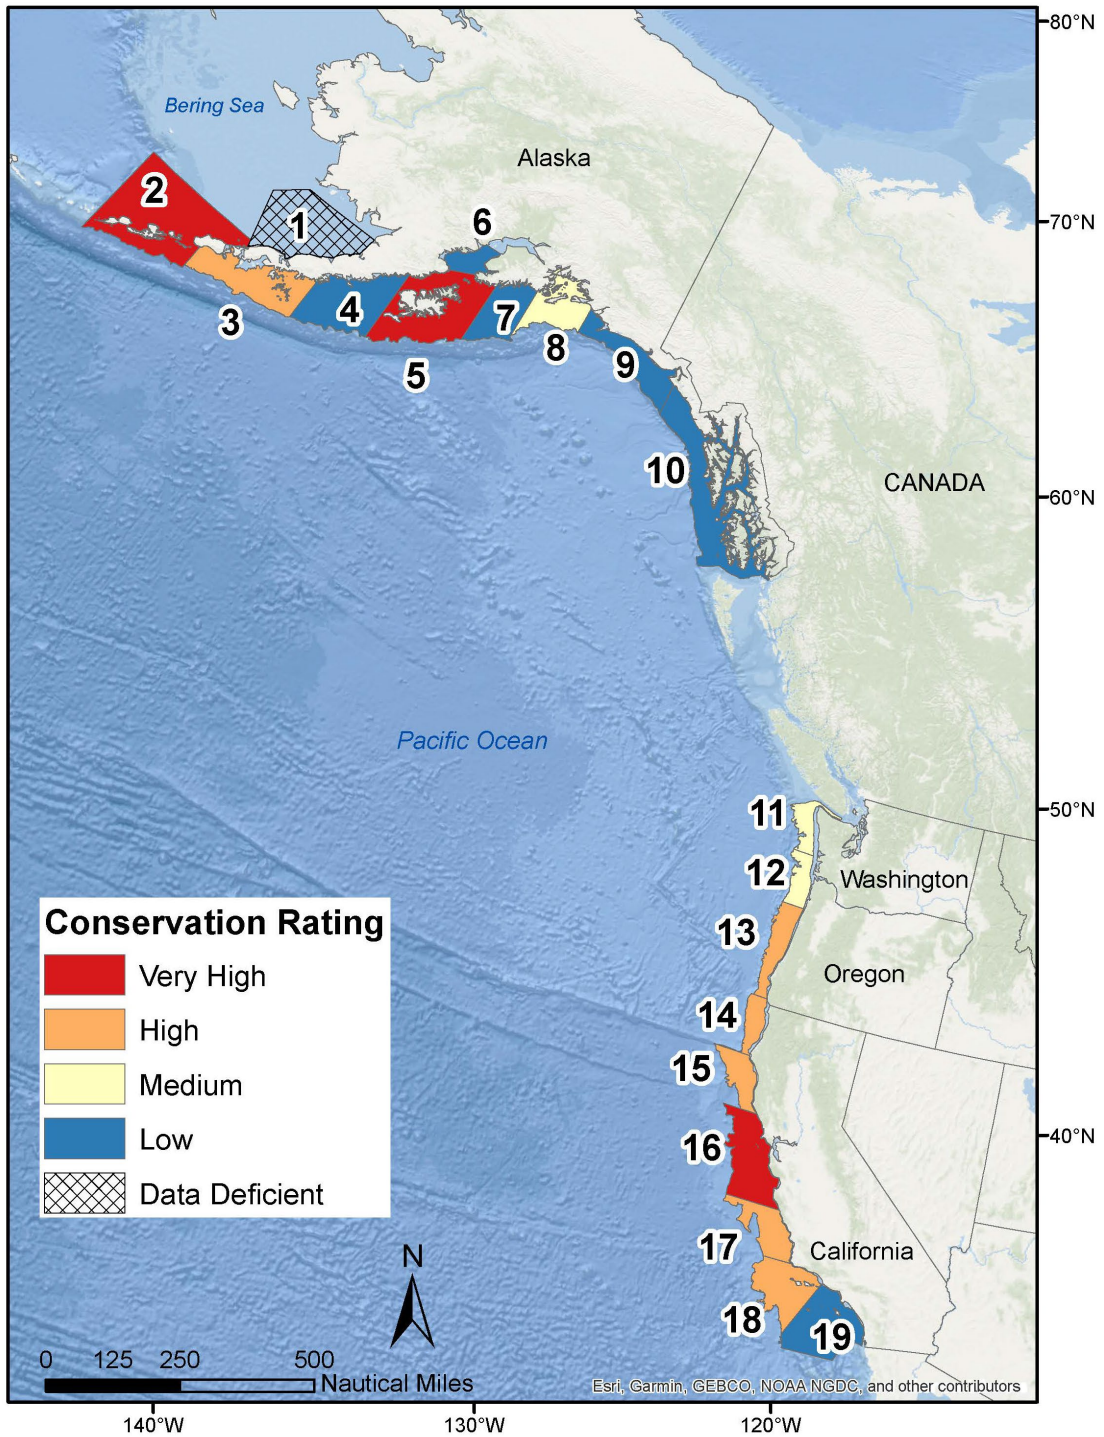 80°N
Bering Sea
Alaska
2
1
70°N
6
3
4
7
8
5
9
10
CANADA
60°N
Pacific Ocean
11
50°N
12
Washington
Conservation Rating
Very High
High
Medium
Low
Data Deficient
13
Oregon
14
15
16
40°N
17
California
18
19
N
0 125 250 500
Nautical Miles
Esri, Garmin, GEBCO, NOAA NGDC, and other contributors
140°W 130°W 120°W